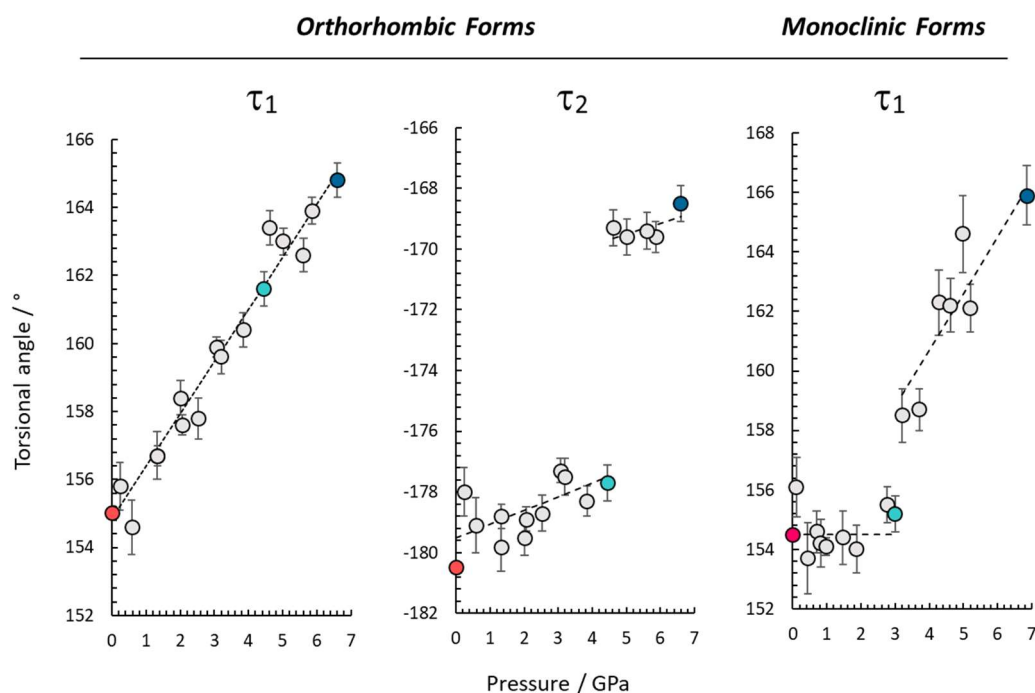 Orthorhombic Forms
Monoclinic Forms
τ1
τ2
τ1
Torsional angle / °
166
164
162
160
158
156
154
152
0 1 2 3 4 5 6 7
-166
-168
-170
-172
-174
-176
-178
-180
-182
0 1 2 3 4 5 6 7
168
166
164
162
160
158
156
154
152
0 1 2 3 4 5 6 7
Pressure / GPa